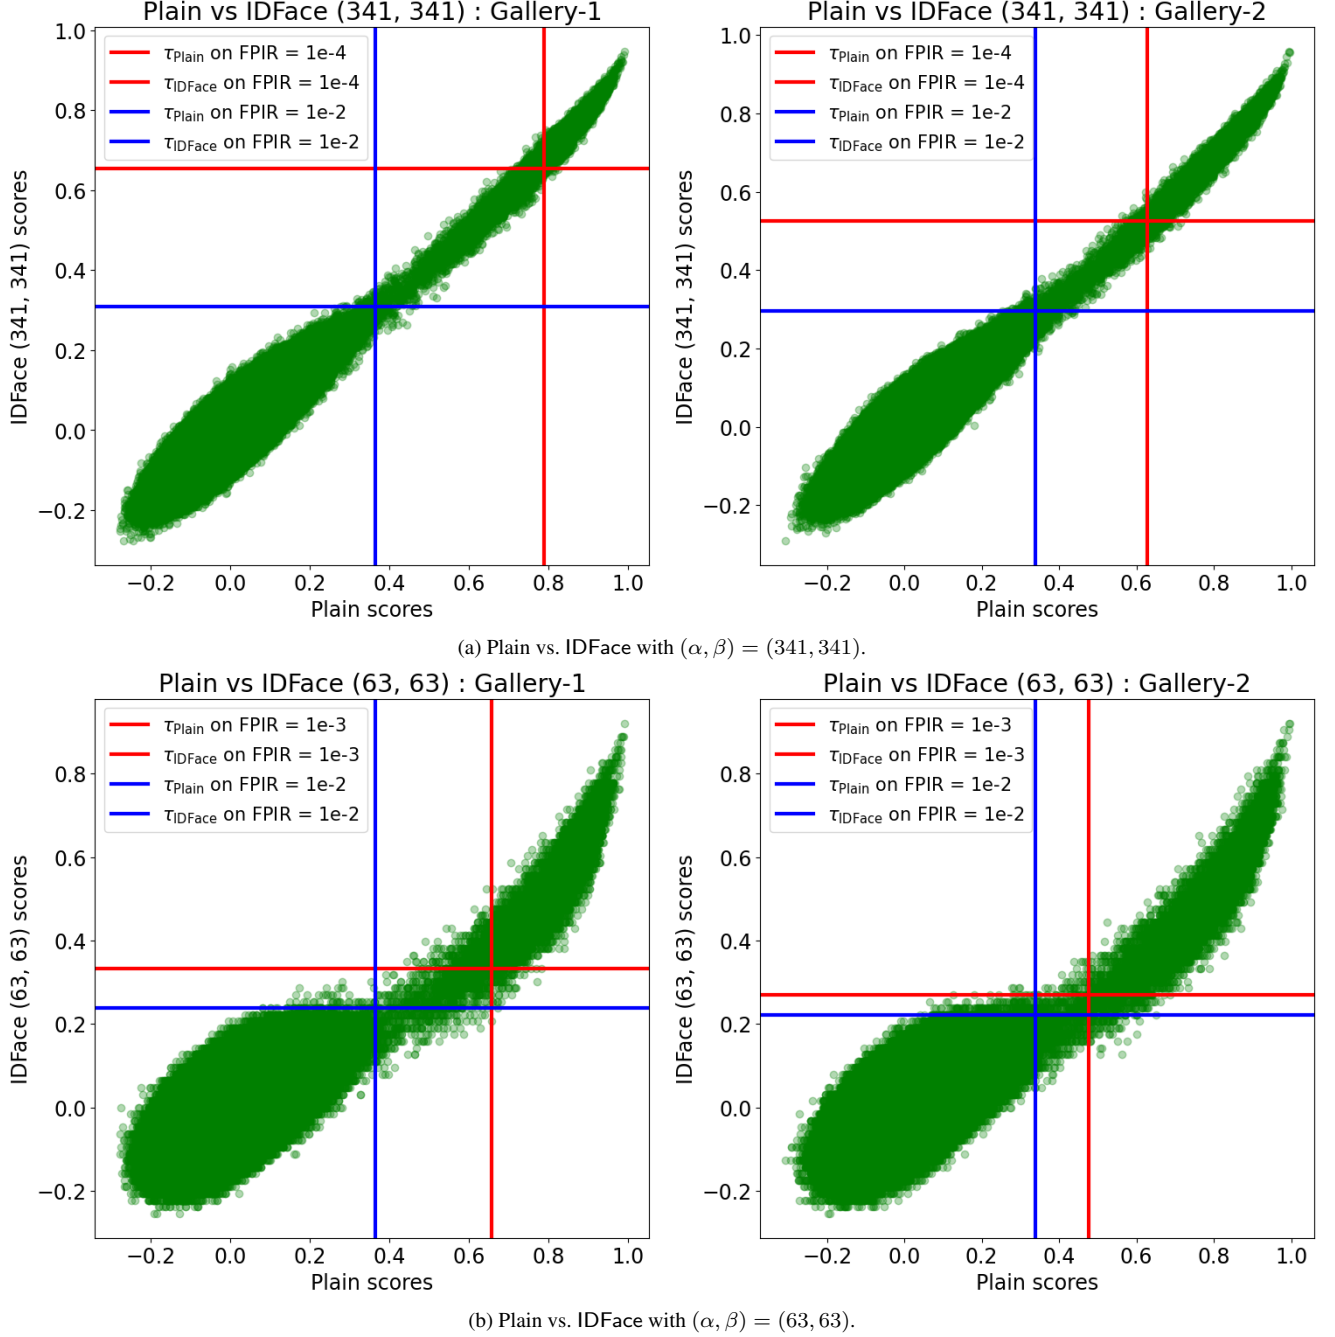 Plain vs IDFace (341, 341) : Gallery-1
τPlain on FPIR = 1e-4
τIDFace on FPIR = 1e-4
τPlain on FPIR = 1e-2
τIDFace on FPIR = 1e-2
1.0
0.8
0.6
0.4
0.2
0.0
−0.2
IDFace (341, 341) scores
−0.2 0.0 0.2 0.4 0.6 0.8 1.0
Plain scores
Plain vs IDFace (341, 341) : Gallery-2
τPlain on FPIR = 1e-4
τIDFace on FPIR = 1e-4
τPlain on FPIR = 1e-2
τIDFace on FPIR = 1e-2
1.0
0.8
0.6
0.4
0.2
0.0
−0.2
IDFace (341, 341) scores
−0.2 0.0 0.2 0.4 0.6 0.8 1.0
Plain scores
(a) Plain vs. IDFace with (α, β) = (341, 341).
Plain vs IDFace (63, 63) : Gallery-1
τPlain on FPIR = 1e-3
τIDFace on FPIR = 1e-3
τPlain on FPIR = 1e-2
τIDFace on FPIR = 1e-2
0.8
0.6
0.4
0.2
0.0
−0.2
IDFace (63, 63) scores
−0.2 0.0 0.2 0.4 0.6 0.8 1.0
Plain scores
Plain vs IDFace (63, 63) : Gallery-2
τPlain on FPIR = 1e-3
τIDFace on FPIR = 1e-3
τPlain on FPIR = 1e-2
τIDFace on FPIR = 1e-2
0.8
0.6
0.4
0.2
0.0
−0.2
IDFace (63, 63) scores
−0.2 0.0 0.2 0.4 0.6 0.8 1.0
Plain scores
(b) Plain vs. IDFace with (α, β) = (63, 63).